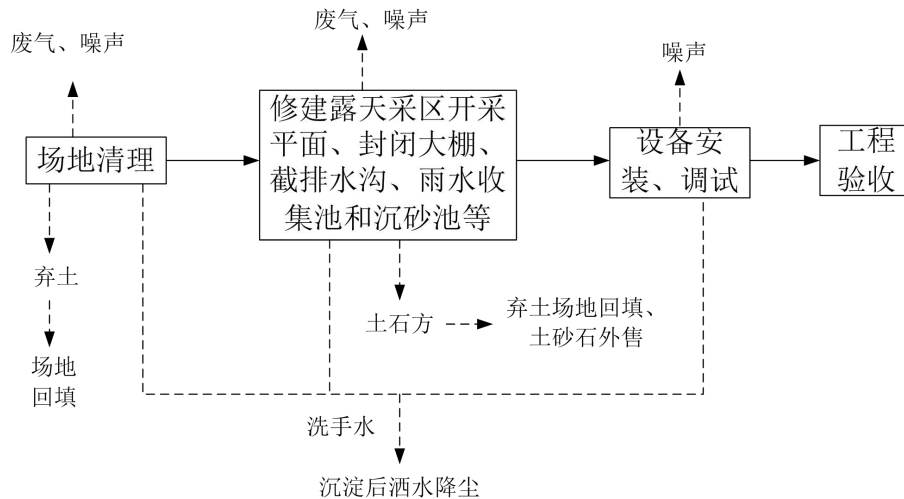 废气、噪声
废气、噪声
噪声
场地清理
修建露天采区开采
平面、封闭大棚、
截排水沟、雨水收
集池和沉砂池等
设备安
装、调试
工程
验收
弃土
土石方
弃土场地回填、
土砂石外售
场地
回填
洗手水
沉淀后洒水降尘